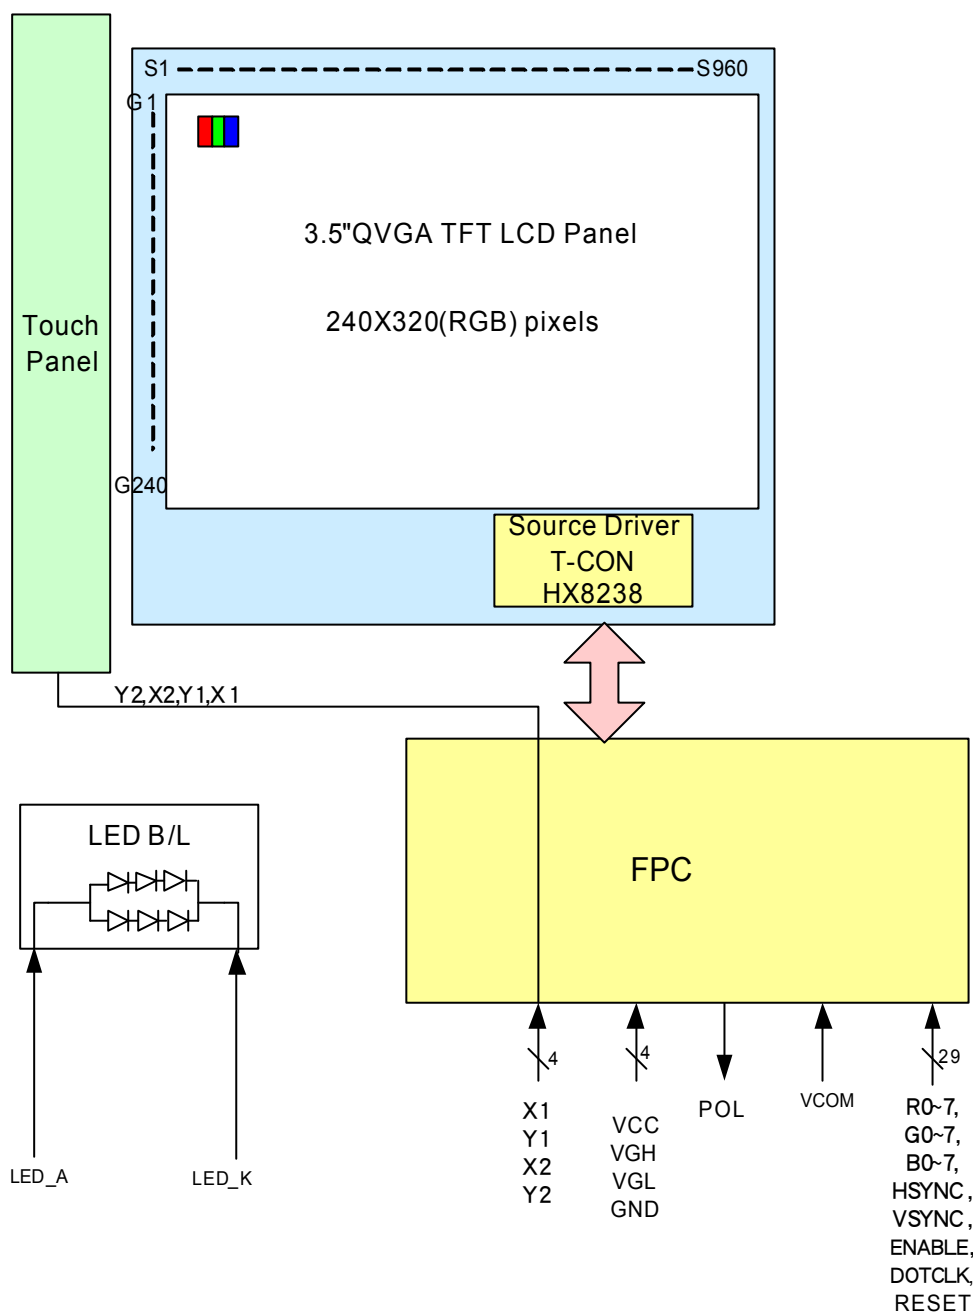 S1
S960
G1
3.5"QVGA TFT LCD Panel
240X320(RGB) pixels
Touch
Panel
G240
Source Driver
T-CON
HX8238
Y2,X2,Y1,X1
LED B/L
FPC
4
4
29
X1
Y1
X2
Y2
VCC
VGH
VGL
GND
POL
VCOM
R0~7,
G0~7,
B0~7,
HSYNC,
VSYNC,
ENABLE,
DOTCLK,
RESET
LED_A
LED_K